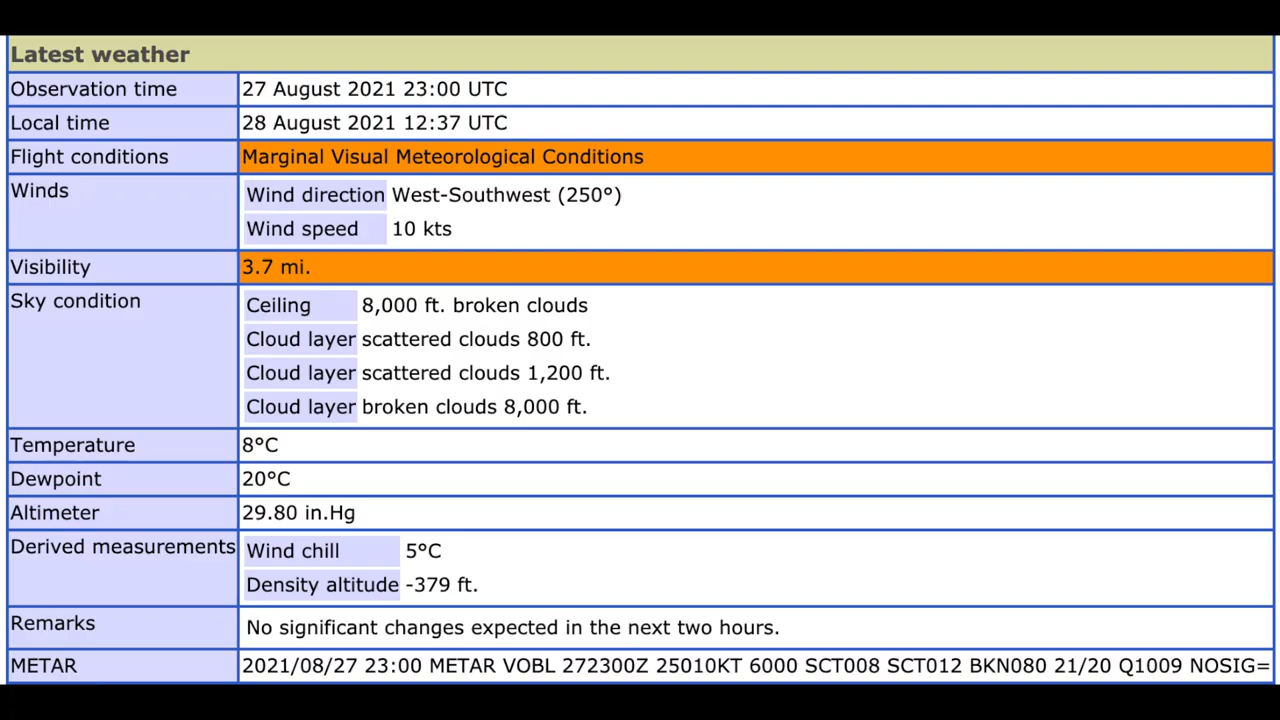 Latest weather
Observation time 27 August 2021 23:00 UTC
Local time 28 August 2021 12:37 UTC
Flight conditions Marginal Visual Meteorological Conditions
Winds Wind direction West-Southwest (250°)
Wind speed 10 kts
Visibility 3.7 mi.
Sky condition Ceiling 8,000 ft. broken clouds
Cloud layer scattered clouds 800 ft.
Cloud layer scattered clouds 1,200 ft.
Cloud layer broken clouds 8,000 ft.
Temperature 8°C
Dewpoint 20°C
Altimeter 29.80 in.Hg
Derived measurements Wind chill 5°C
Density altitude -379 ft.
Remarks No significant changes expected in the next two hours.
METAR 2021/08/27 23:00 METAR VOBL 272300Z 25010KT 6000 SCT008 SCT012 BKN080 21/20 Q1009 NOSIG=